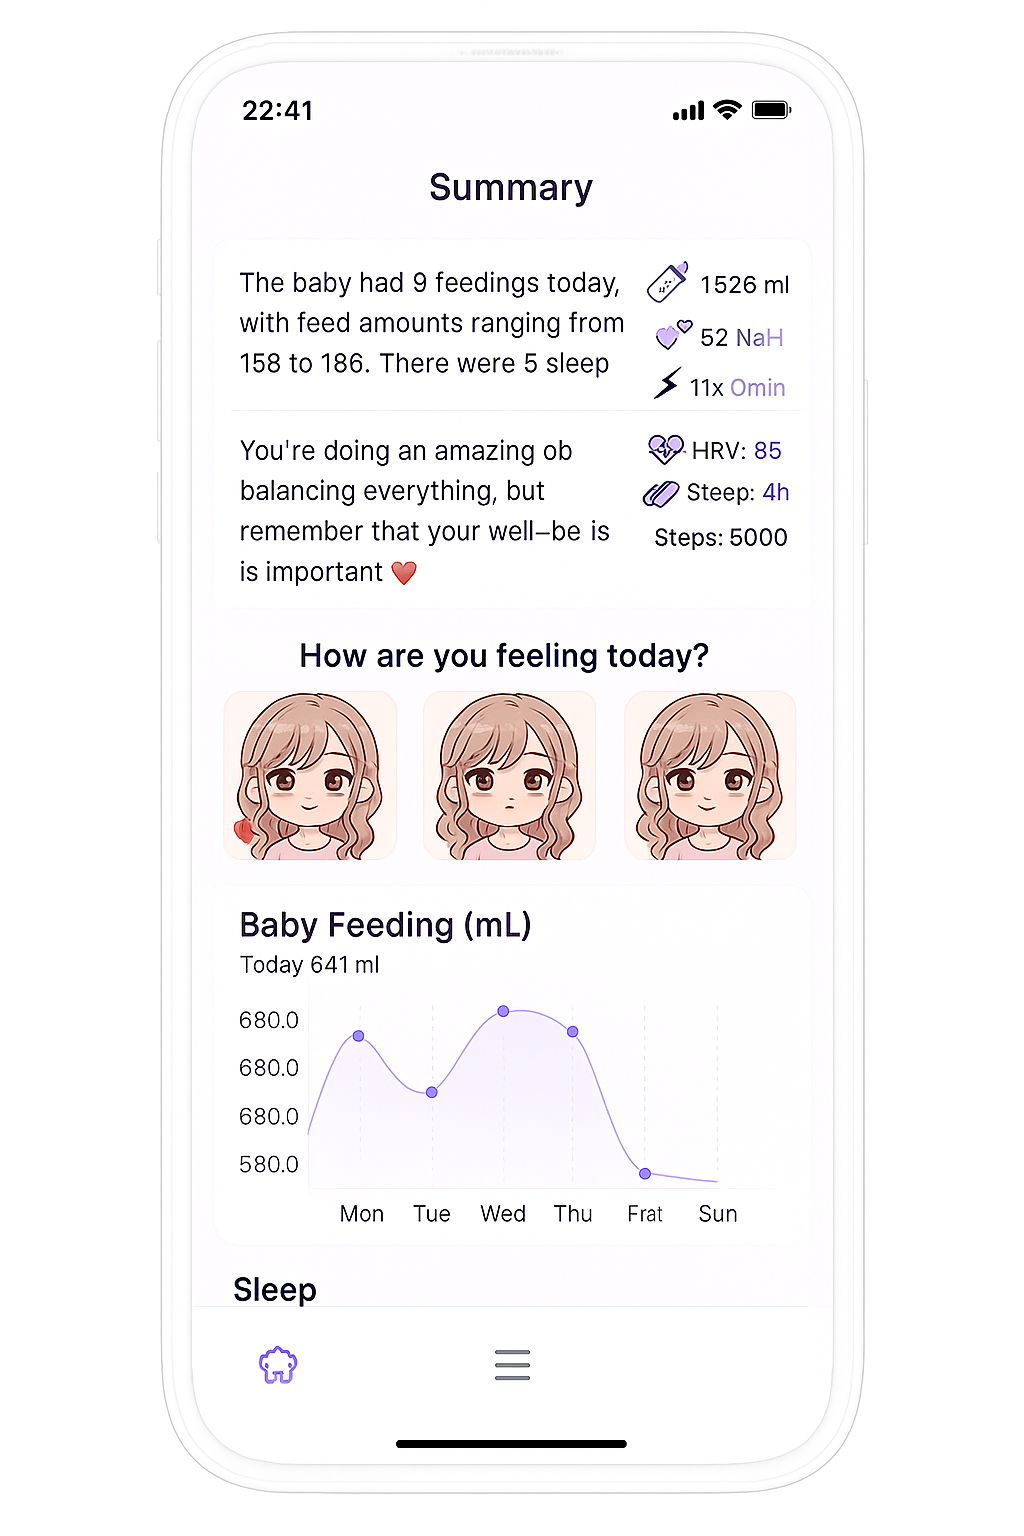 22:41
Summary
The baby had 9 feedings today,
with feed amounts ranging from
158 to 186. There were 5 sleep
1526 ml
52 NaH
11x Omin
You're doing an amazing ob
balancing everything, but
remember that your well–be is
is important
HRV: 85
Steep: 4h
Steps: 5000
How are you feeling today?
Baby Feeding (mL)
Today 641 ml
680.0
680.0
680.0
580.0
Mon Tue Wed Thu Frat Sun
Sleep